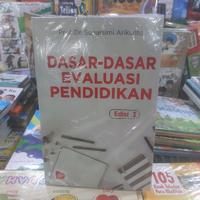 Prof. Dr. Suharsimi Arikunto
DASAR-DASAR
EVALUASI
PENDIDIKAN
Edisi 3
105